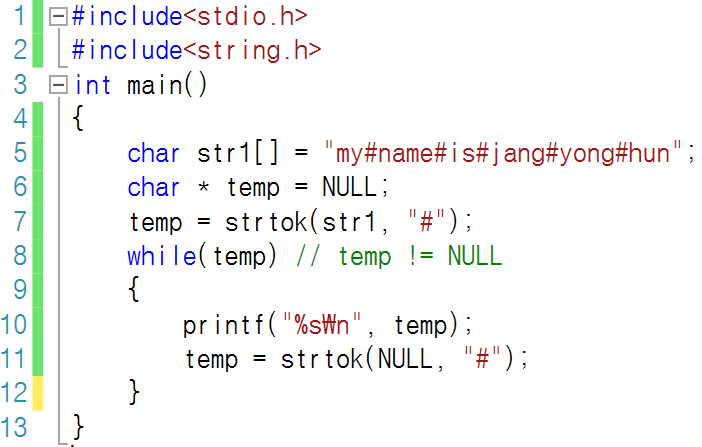 1 #include<stdio.h>
2 #include<string.h>
3 int main()
4 {
5     char str1[] = "my#name#is#jang#yong#hun";
6     char * temp = NULL;
7     temp = strtok(str1, "#");
8     while(temp) // temp != NULL
9     {
10         printf("%s₩n", temp);
11         temp = strtok(NULL, "#");
12     }
13 }